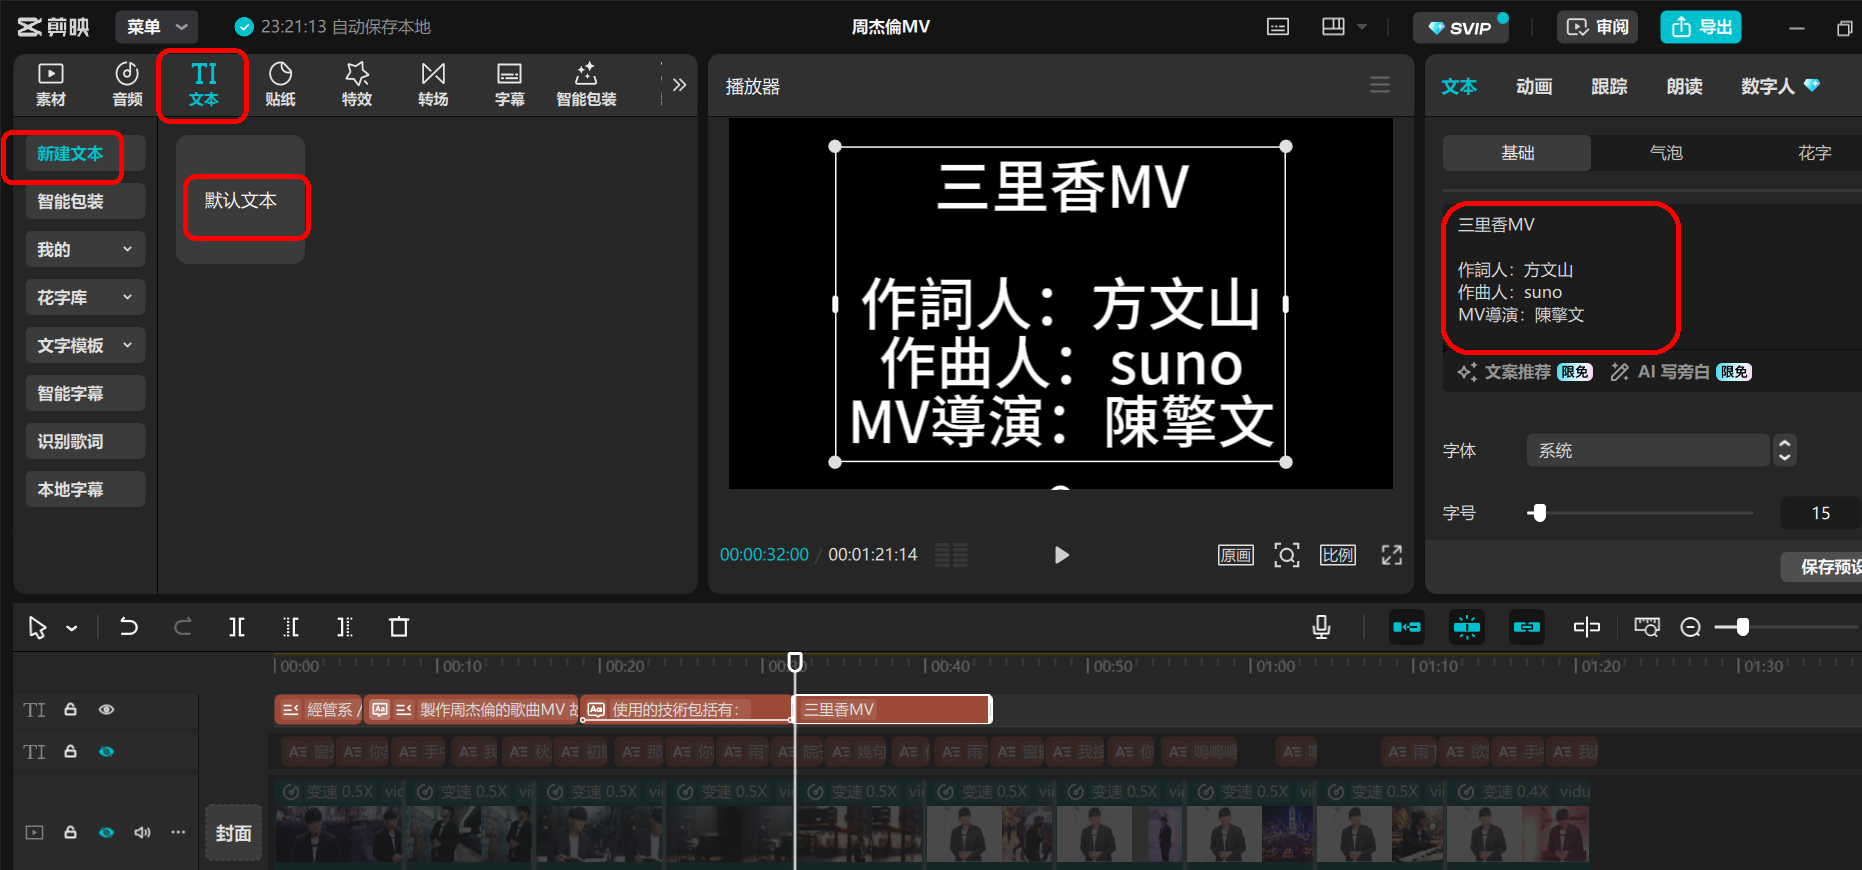 剪映
菜单
23:21:13 自动保存本地
周杰倫MV
SVIP
审阅
导出
素材
音频
TI
文本
贴纸
特效
转场
字幕
智能包装
新建文本
智能包装
我的
花字库
文字模板
智能字幕
识别歌词
本地字幕
默认文本
播放器
三里香MV
作詞人：方文山
作曲人：suno
MV導演：陳擎文
00:00:32:00 / 00:01:21:14
原画
比例
文本
动画
跟踪
朗读
数字人
基础
气泡
花字
三里香MV
作詞人：方文山
作曲人：suno
MV導演：陳擎文
文案推荐 限免
AI 写旁白 限免
字体
系统
字号
15
保存预设
00:00
00:10
00:20
00:30
00:40
00:50
01:00
01:10
01:20
01:30
TI
經管系
製作周杰倫的歌曲MV
使用的技術包括有：
三里香MV
TI
封面
变速 0.5X
变速 0.5X
变速 0.5X
变速 0.5X
变速 0.5X
变速 0.5X
变速 0.5X
变速 0.5X
变速 0.5X
变速 0.4X vidu